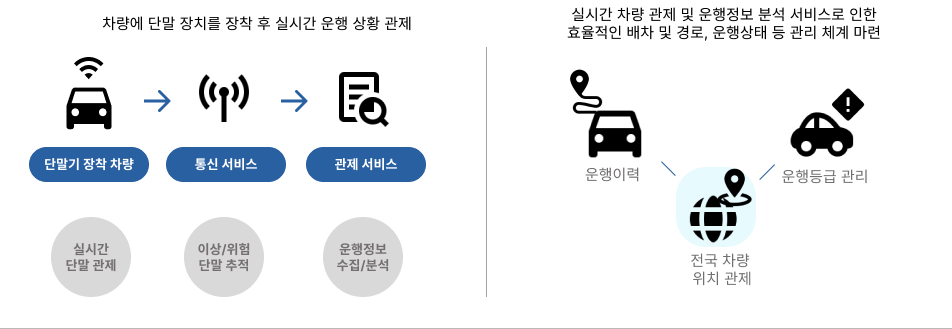 차량에 단말 장치를 장착 후 실시간 운행 상황 관제
단말기 장착 차량
통신 서비스
관제 서비스
실시간
단말 관제
이상/위험
단말 추적
운행정보
수집/분석
실시간 차량 관제 및 운행정보 분석 서비스로 인한
효율적인 배차 및 경로, 운행상태 등 관리 체계 마련
운행이력
운행등급 관리
전국 차량
위치 관제